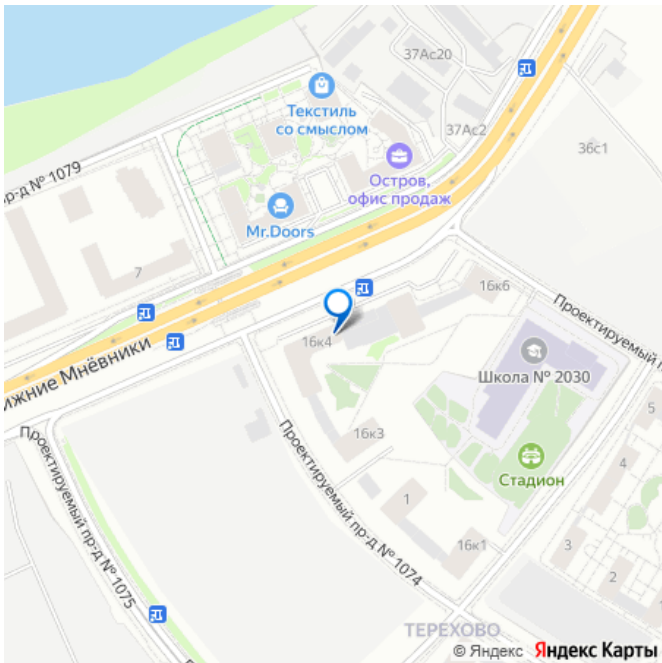 37Ас20
Текстиль
со смыслом
37Ас2
36с1
Остров,
офис продаж
пр-д № 1079
Mr.Doors
7
16к6
Проектируемый п
16к4
Нижние Мнёвники
Школа № 2030
5
16к3
Стадион
4
Проектируемый пр-д № 1075
Проектируемый пр-д № 1074
1
16к1
3
2
ТЕРЕХОВО
© Яндекс Яндекс Карты